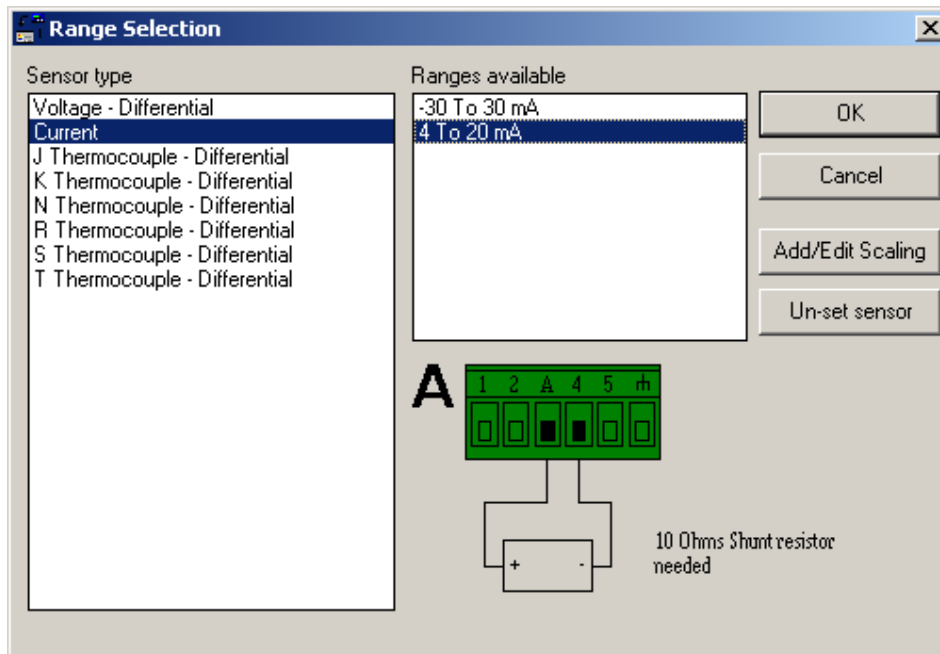 Range Selection
Sensor type
Voltage - Differential
Current
J Thermocouple - Differential
K Thermocouple - Differential
N Thermocouple - Differential
R Thermocouple - Differential
S Thermocouple - Differential
T Thermocouple - Differential
Ranges available
-30 To 30 mA
4 To 20 mA
OK
Cancel
Add/Edit Scaling
Un-set sensor
A
1 2 A 4 5
+ -
10 Ohms Shunt resistor
needed